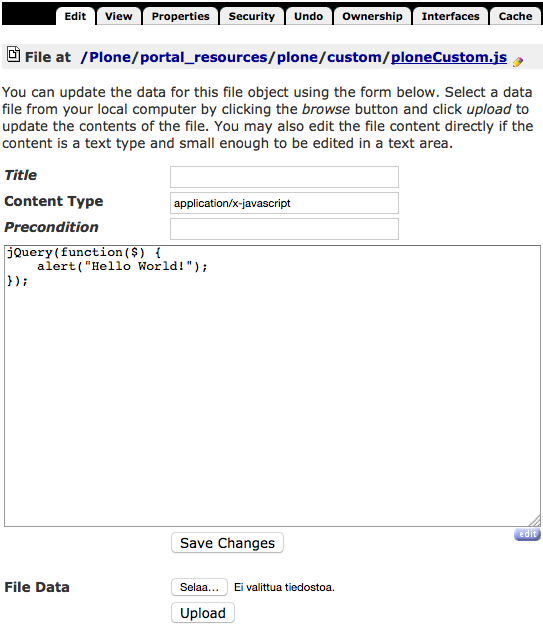 Edit View Properties Security Undo Ownership Interfaces Cache
File at /Plone/portal_resources/plone/custom/ploneCustom.js
You can update the data for this file object using the form below. Select a data
file from your local computer by clicking the browse button and click upload to
update the contents of the file. You may also edit the file content directly if the
content is a text type and small enough to be edited in a text area.
Title
Content Type application/x-javascript
Precondition
jQuery(function($) {
    alert("Hello World!");
});
edit
Save Changes
File Data Selaa... Ei valittua tiedostoa.
Upload